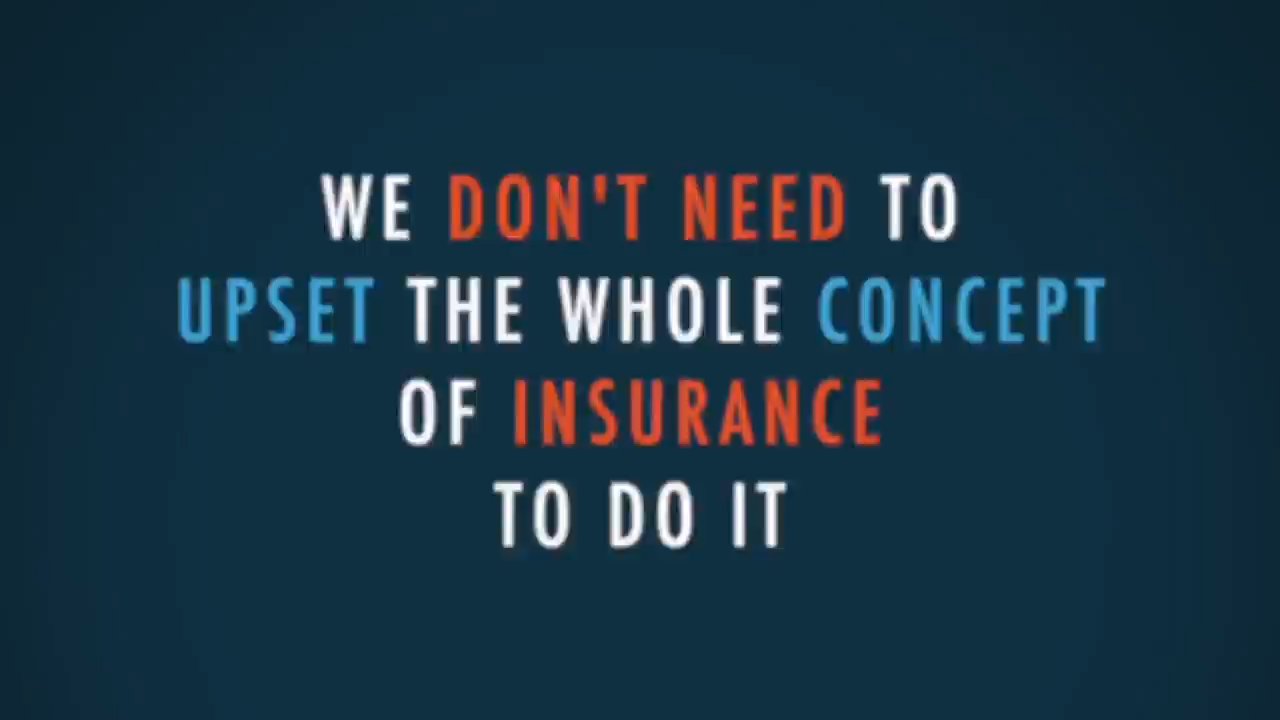 WE DON'T NEED TO
UPSET THE WHOLE CONCEPT
OF INSURANCE
TO DO IT